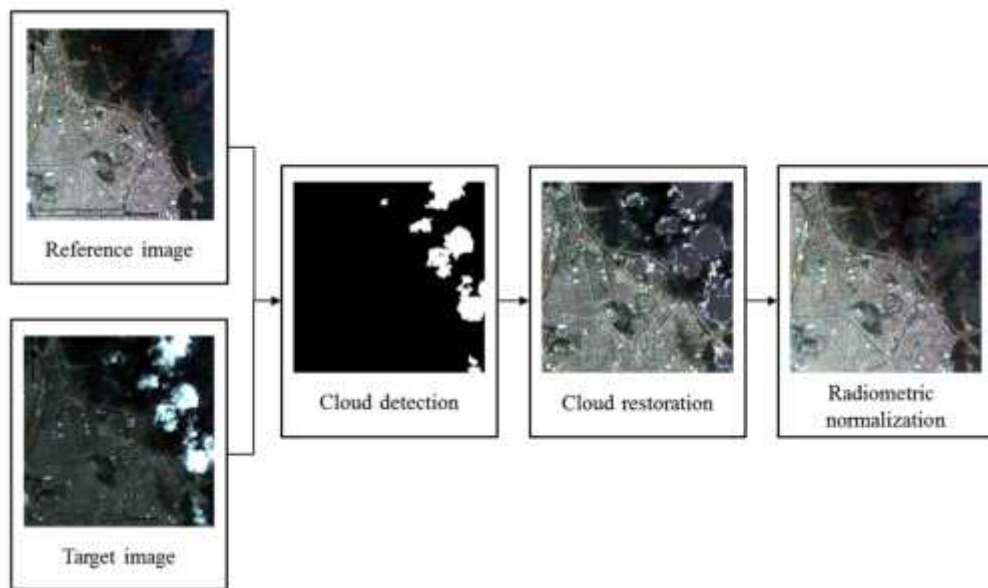 Reference image
Target image
Cloud detection
Cloud restoration
Radiometric
normalization